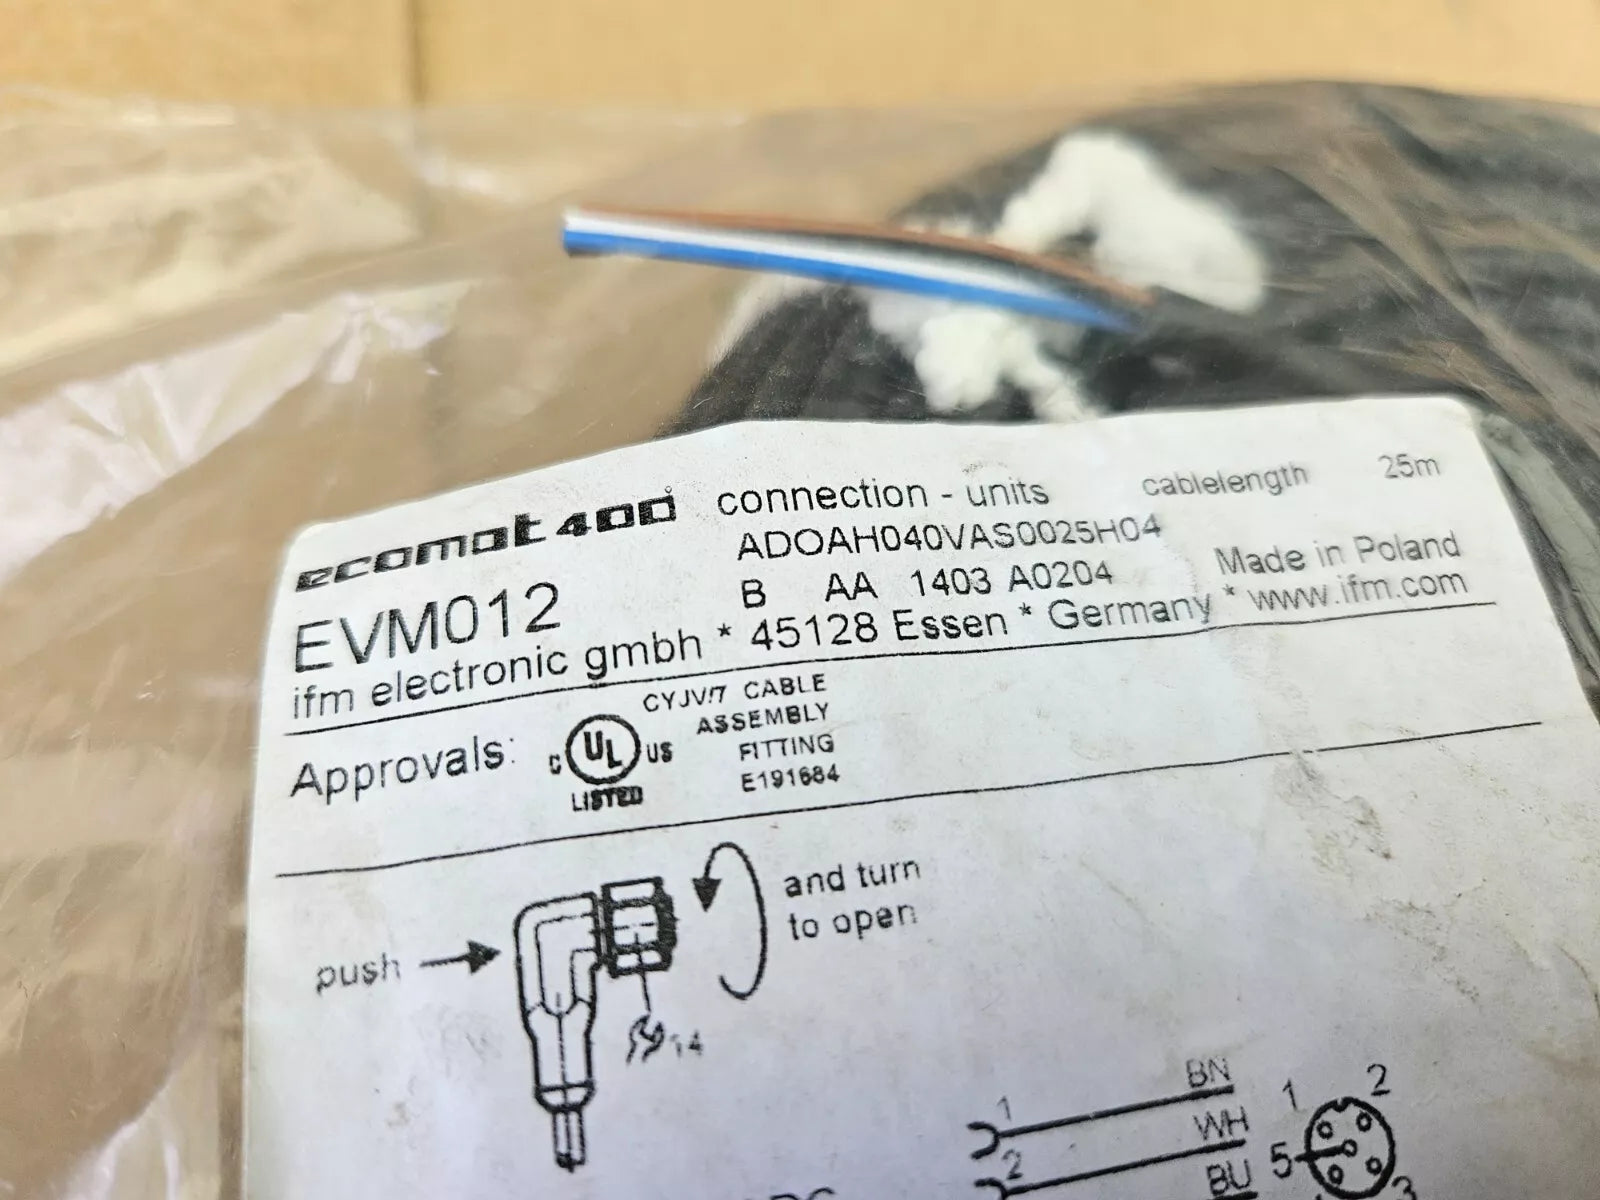 ecomat 400 connection - units cablelength 25m
ADOAH040VAS0025H04
EVM012 B AA 1403 A0204 Made in Poland
ifm electronic gmbh * 45128 Essen * Germany * www.ifm.com
Approvals: C UL US LISTED
CYJV/7 CABLE
ASSEMBLY
FITTING
E191684
push
and turn
to open
14
1 BN
2 WH
BU
1 2
5
3